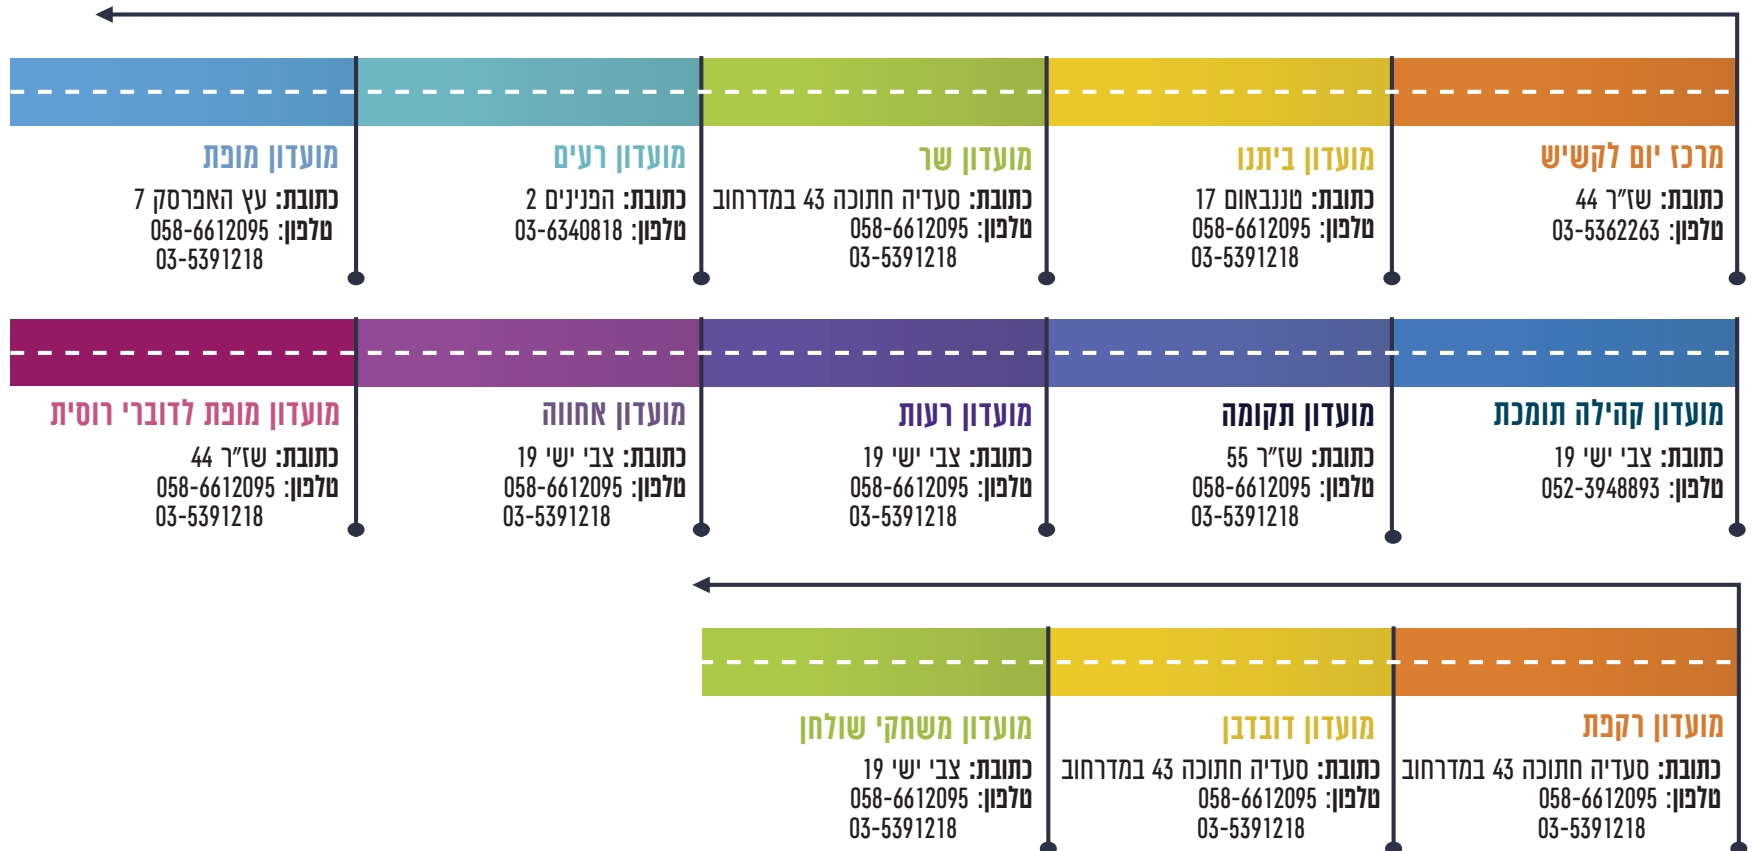 מרכז יום לקשיש
כתובת: שז״ר 44
טלפון: 03-5362263
מועדון ביתנו
כתובת: טננבאום 17
טלפון: 058-6612095
03-5391218
מועדון שר
כתובת: סעדיה חתוכה 43 במדרחוב
טלפון: 058-6612095
03-5391218
מועדון רעים
כתובת: הפנינים 2
טלפון: 03-6340818
מועדון מופת
כתובת: עץ האפרסק 7
טלפון: 058-6612095
03-5391218
מועדון קהילה תומכת
כתובת: צבי ישי 19
טלפון: 052-3948893
מועדון תקומה
כתובת: שז״ר 55
טלפון: 058-6612095
03-5391218
מועדון רעות
כתובת: צבי ישי 19
טלפון: 058-6612095
03-5391218
מועדון אחווה
כתובת: צבי ישי 19
טלפון: 058-6612095
03-5391218
מועדון מופת לדוברי רוסית
כתובת: שז״ר 44
טלפון: 058-6612095
03-5391218
מועדון רקפת
כתובת: סעדיה חתוכה 43 במדרחוב
טלפון: 058-6612095
03-5391218
מועדון דובדבן
כתובת: סעדיה חתוכה 43 במדרחוב
טלפון: 058-6612095
03-5391218
מועדון משחקי שולחן
כתובת: צבי ישי 19
טלפון: 058-6612095
03-5391218